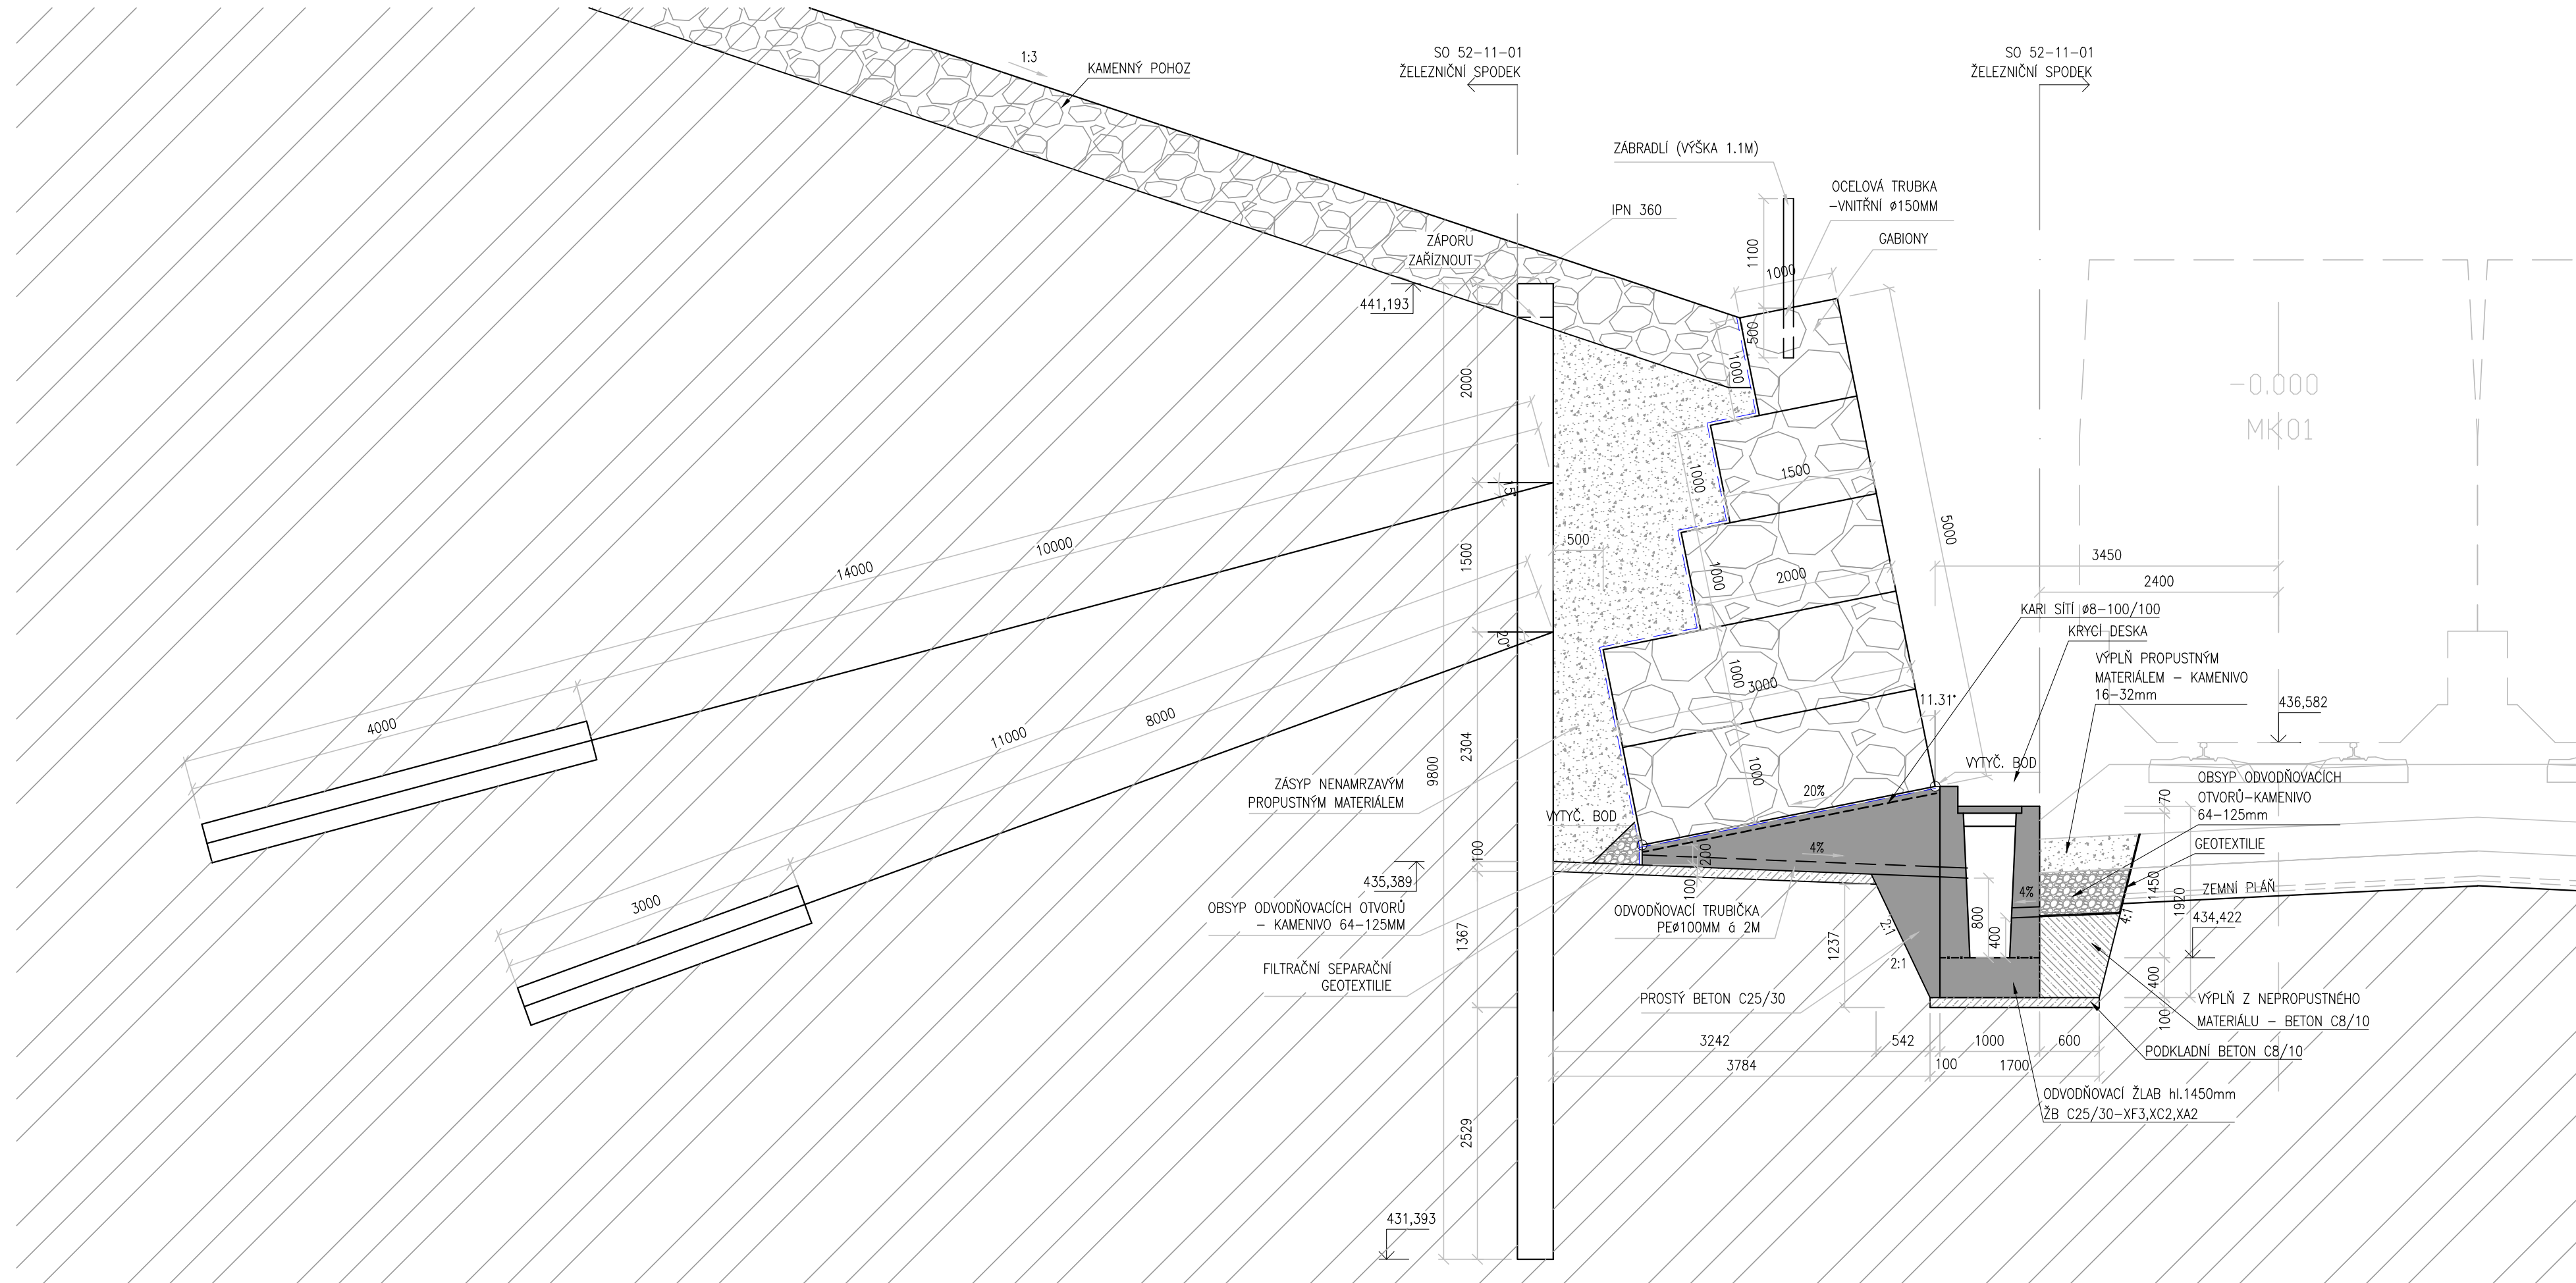 1:3
KAMENNÝ POHOZ
SO 52-11-01
ŽELEZNIČNÍ SPODEK
SO 52-11-01
ŽELEZNIČNÍ SPODEK
ZÁBRADLÍ (VÝŠKA 1.1M)
OCELOVÁ TRUBKA
-VNITŘNÍ ø150MM
IPN 360
GABIONY
ZÁPORU
ZAŘÍZNOUT
1100
1000
441,193
500
1000
2000
-0.000
MK01
15°
1000
1500
5000
10000
14000
1500
500
1000
2000
3450
2400
KARI SÍTÍ ø8-100/100
KRYCÍ DESKA
20°
VÝPLŇ PROPUSTNÝM
MATERIÁLEM - KAMENIVO
16-32mm
1000
3000
11.31°
436,582
4000
8000
11000
2304
9800
1000
VYTYČ. BOD
ZÁSYP NENAMRZAVÝM
PROPUSTNÝM MATERIÁLEM
20%
OBSYP ODVODŇOVACÍCH
OTVORŮ-KAMENIVO
64-125mm
70
VYTYČ. BOD
GEOTEXTILIE
100
200
4%
435,389
100
4%
1450
1920
ZEMNÍ PLÁŇ
3000
OBSYP ODVODŇOVACÍCH OTVORŮ
- KAMENIVO 64-125MM
ODVODŇOVACÍ TRUBIČKA
PEø100MM á 2M
2:1
800
400
4:1
434,422
1367
1237
2:1
FILTRAČNÍ SEPARAČNÍ
GEOTEXTILIE
400
PROSTÝ BETON C25/30
VÝPLŇ Z NEPROPUSTNÉHO
MATERIÁLU - BETON C8/10
100
3242
542
1000
600
PODKLADNÍ BETON C8/10
3784
100
1700
ODVODŇOVACÍ ŽLAB hl.1450mm
ŽB C25/30-XF3,XC2,XA2
2529
431,393